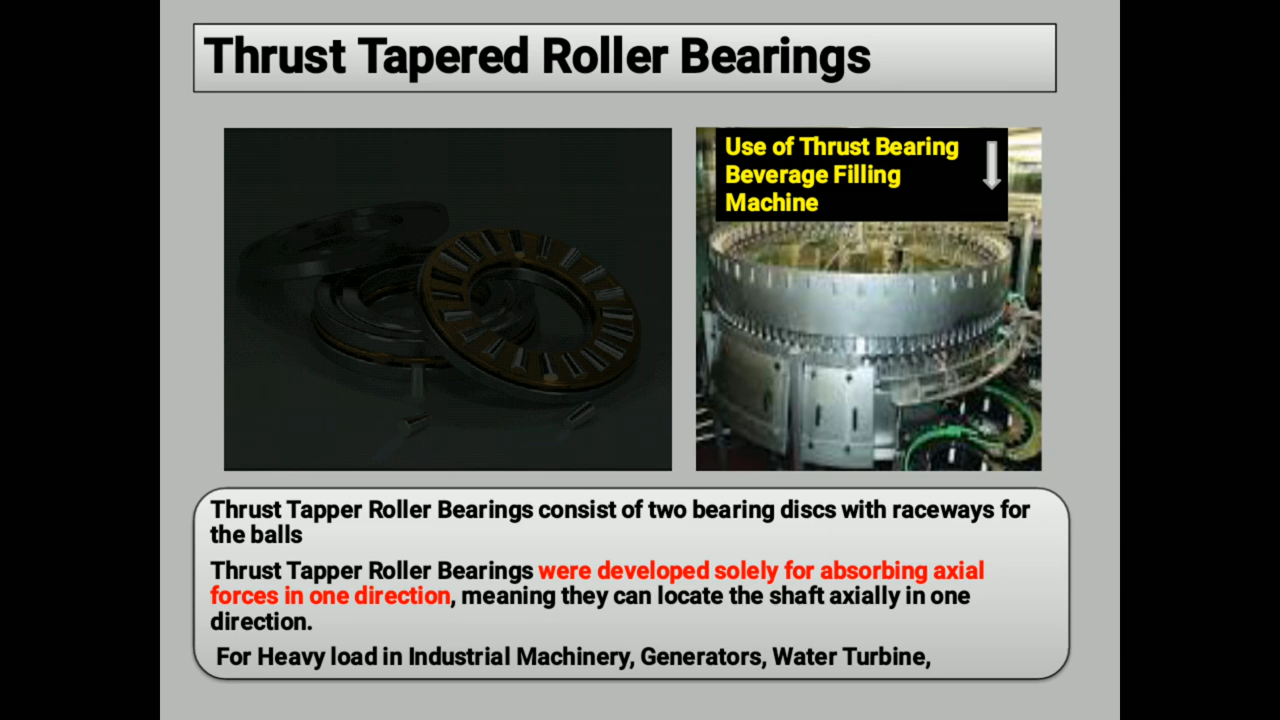 Thrust Tapered Roller Bearings
Use of Thrust Bearing
Beverage Filling
Machine
Thrust Tapper Roller Bearings consist of two bearing discs with raceways for
the balls
Thrust Tapper Roller Bearings were developed solely for absorbing axial
forces in one direction, meaning they can locate the shaft axially in one
direction.
For Heavy load in Industrial Machinery, Generators, Water Turbine,